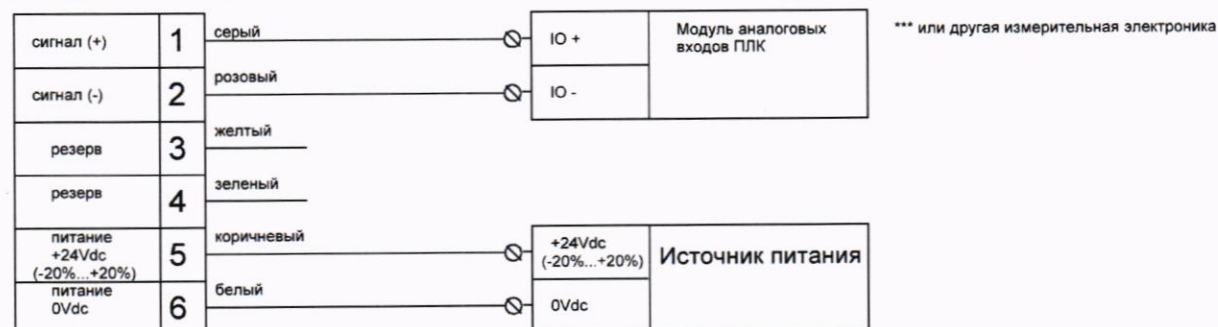 сигнал (+) 1 серый IO + Модуль аналоговых
входов ПЛК
*** или другая измерительная электроника
сигнал (-) 2 розовый IO -
резерв 3 желтый
резерв 4 зеленый
питание
+24Vdc
(-20%...+20%)
5 коричневый
+24Vdc
(-20%...+20%)
Источник питания
питание
0Vdc
6 белый 0Vdc